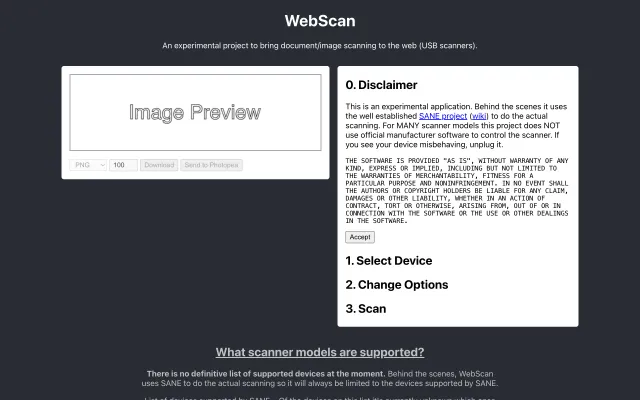 WebScan
An experimental project to bring document/image scanning to the web (USB scanners).
Image Preview
PNG 100 Download Send to Photopea
0. Disclaimer
This is an experimental application. Behind the scenes it uses
the well established SANE project (wiki) to do the actual
scanning. For MANY scanner models this project does NOT
use official manufacturer software to control the scanner. If
you see your device misbehaving, unplug it.
THE SOFTWARE IS PROVIDED "AS IS", WITHOUT WARRANTY OF ANY
KIND, EXPRESS OR IMPLIED, INCLUDING BUT NOT LIMITED TO
THE WARRANTIES OF MERCHANTABILITY, FITNESS FOR A
PARTICULAR PURPOSE AND NONINFRINGEMENT. IN NO EVENT SHALL
THE AUTHORS OR COPYRIGHT HOLDERS BE LIABLE FOR ANY CLAIM,
DAMAGES OR OTHER LIABILITY, WHETHER IN AN ACTION OF
CONTRACT, TORT OR OTHERWISE, ARISING FROM, OUT OF OR IN
CONNECTION WITH THE SOFTWARE OR THE USE OR OTHER DEALINGS
IN THE SOFTWARE.
Accept
1. Select Device
2. Change Options
3. Scan
What scanner models are supported?
There is no definitive list of supported devices at the moment. Behind the scenes, WebScan
uses SANE to do the actual scanning so it will always be limited to the devices supported by SANE.